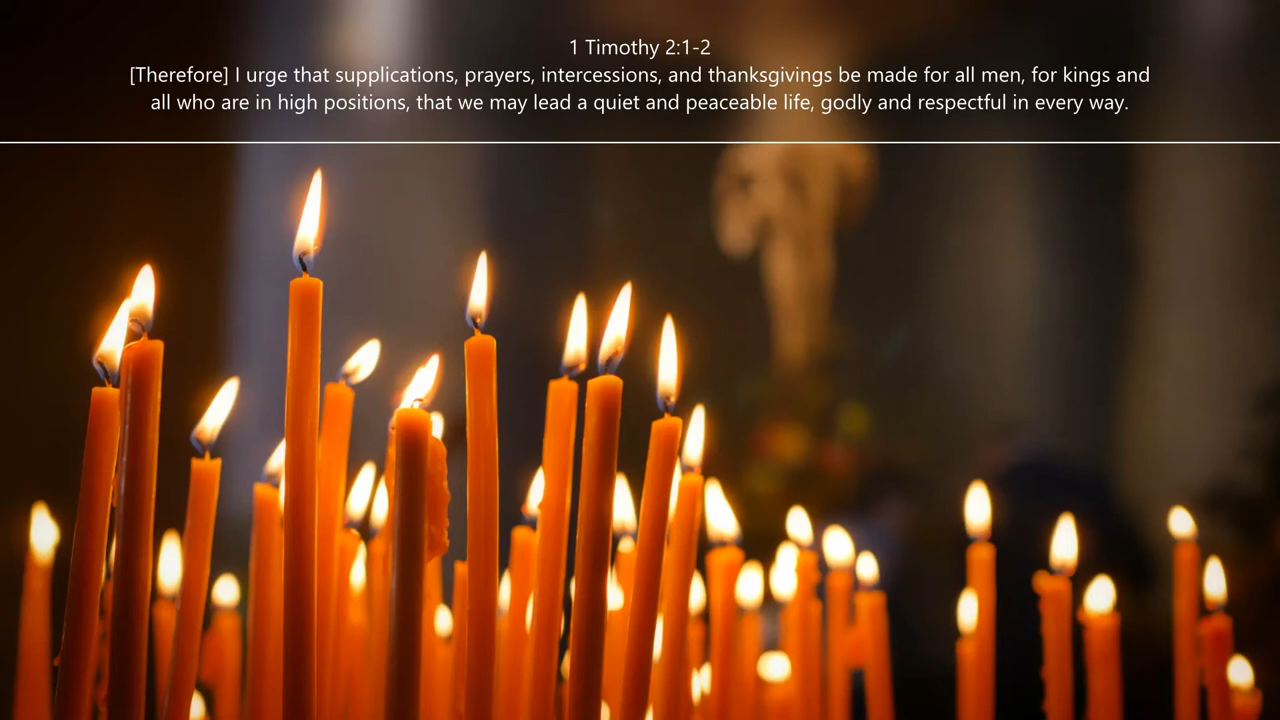 1 Timothy 2:1-2
[Therefore] I urge that supplications, prayers, intercessions, and thanksgivings be made for all men, for kings and
all who are in high positions, that we may lead a quiet and peaceable life, godly and respectful in every way.